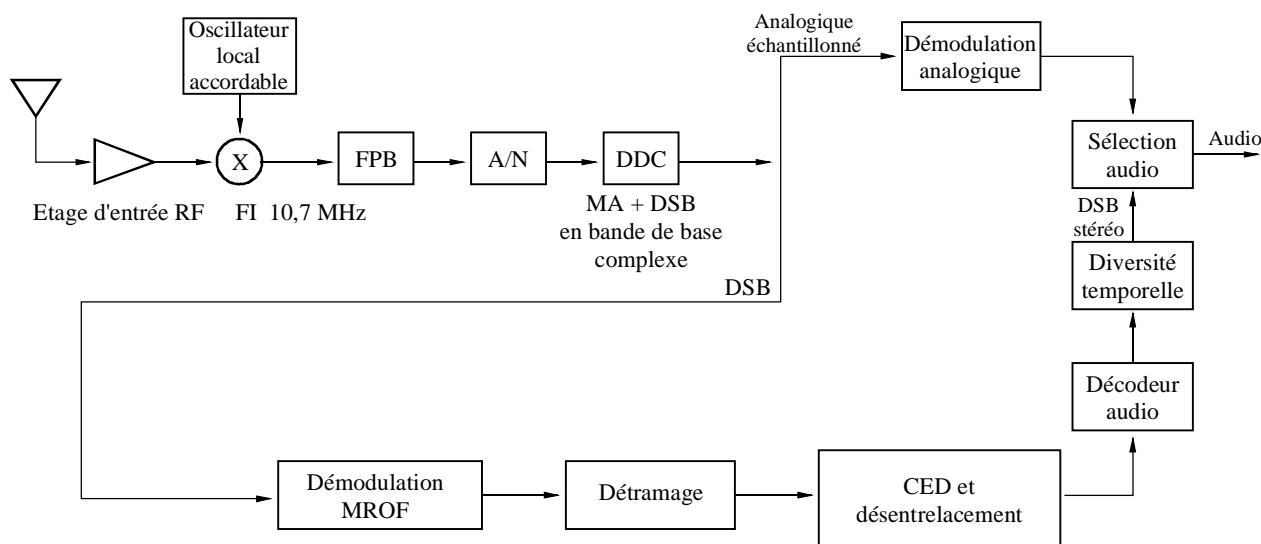 Oscillateur
local
accordable
Analogique
échantillonné
Démodulation
analogique
X
FPB
A/N
DDC
Sélection
audio
Audio
Etage d'entrée RF
FI 10,7 MHz
MA + DSB
en bande de base
complexe
DSB
stéréo
DSB
Diversité
temporelle
Décodeur
audio
Démodulation
MROF
Détramage
CED et
désentrelacement